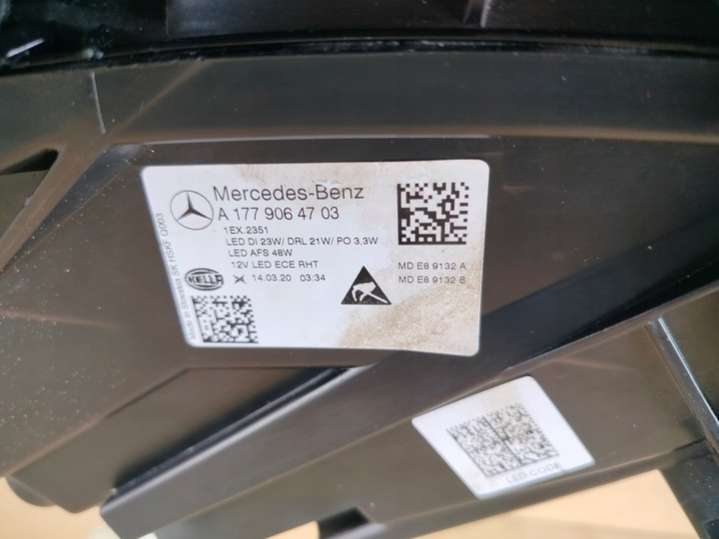 Mercedes-Benz
A 177 906 47 03
1EX.2351
LED DI 23W/ DRL 21W/ PO 3,3W
LED AFS 48W
12V LED ECE RHT
HELLA
14.03.20 03:34
MD E8 9132 A
MD E8 9132 B
LED CODE